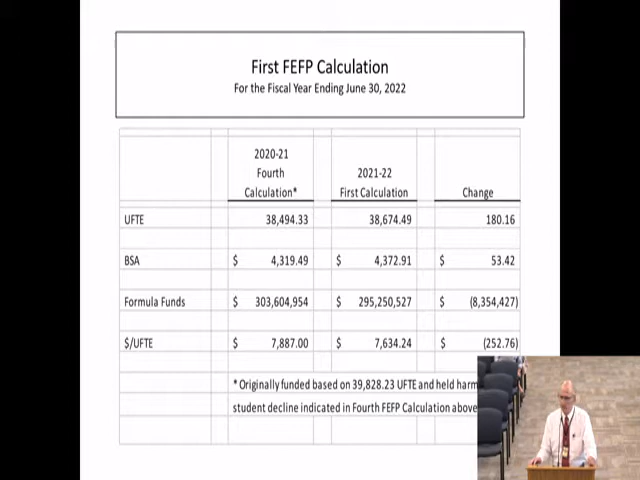 First FEFP Calculation
For the Fiscal Year Ending June 30, 2022
2020-21
Fourth
Calculation*
2021-22
First Calculation
Change
UFTE 38,494.33 38,674.49 180.16
BSA $ 4,319.49 $ 4,372.91 $ 53.42
Formula Funds $ 303,604,954 $ 295,250,527 $ (8,354,427)
$/UFTE $ 7,887.00 $ 7,634.24 $ (252.76)
* Originally funded based on 39,828.23 UFTE and held
student decline indicated in Fourth FEFP Calculation above